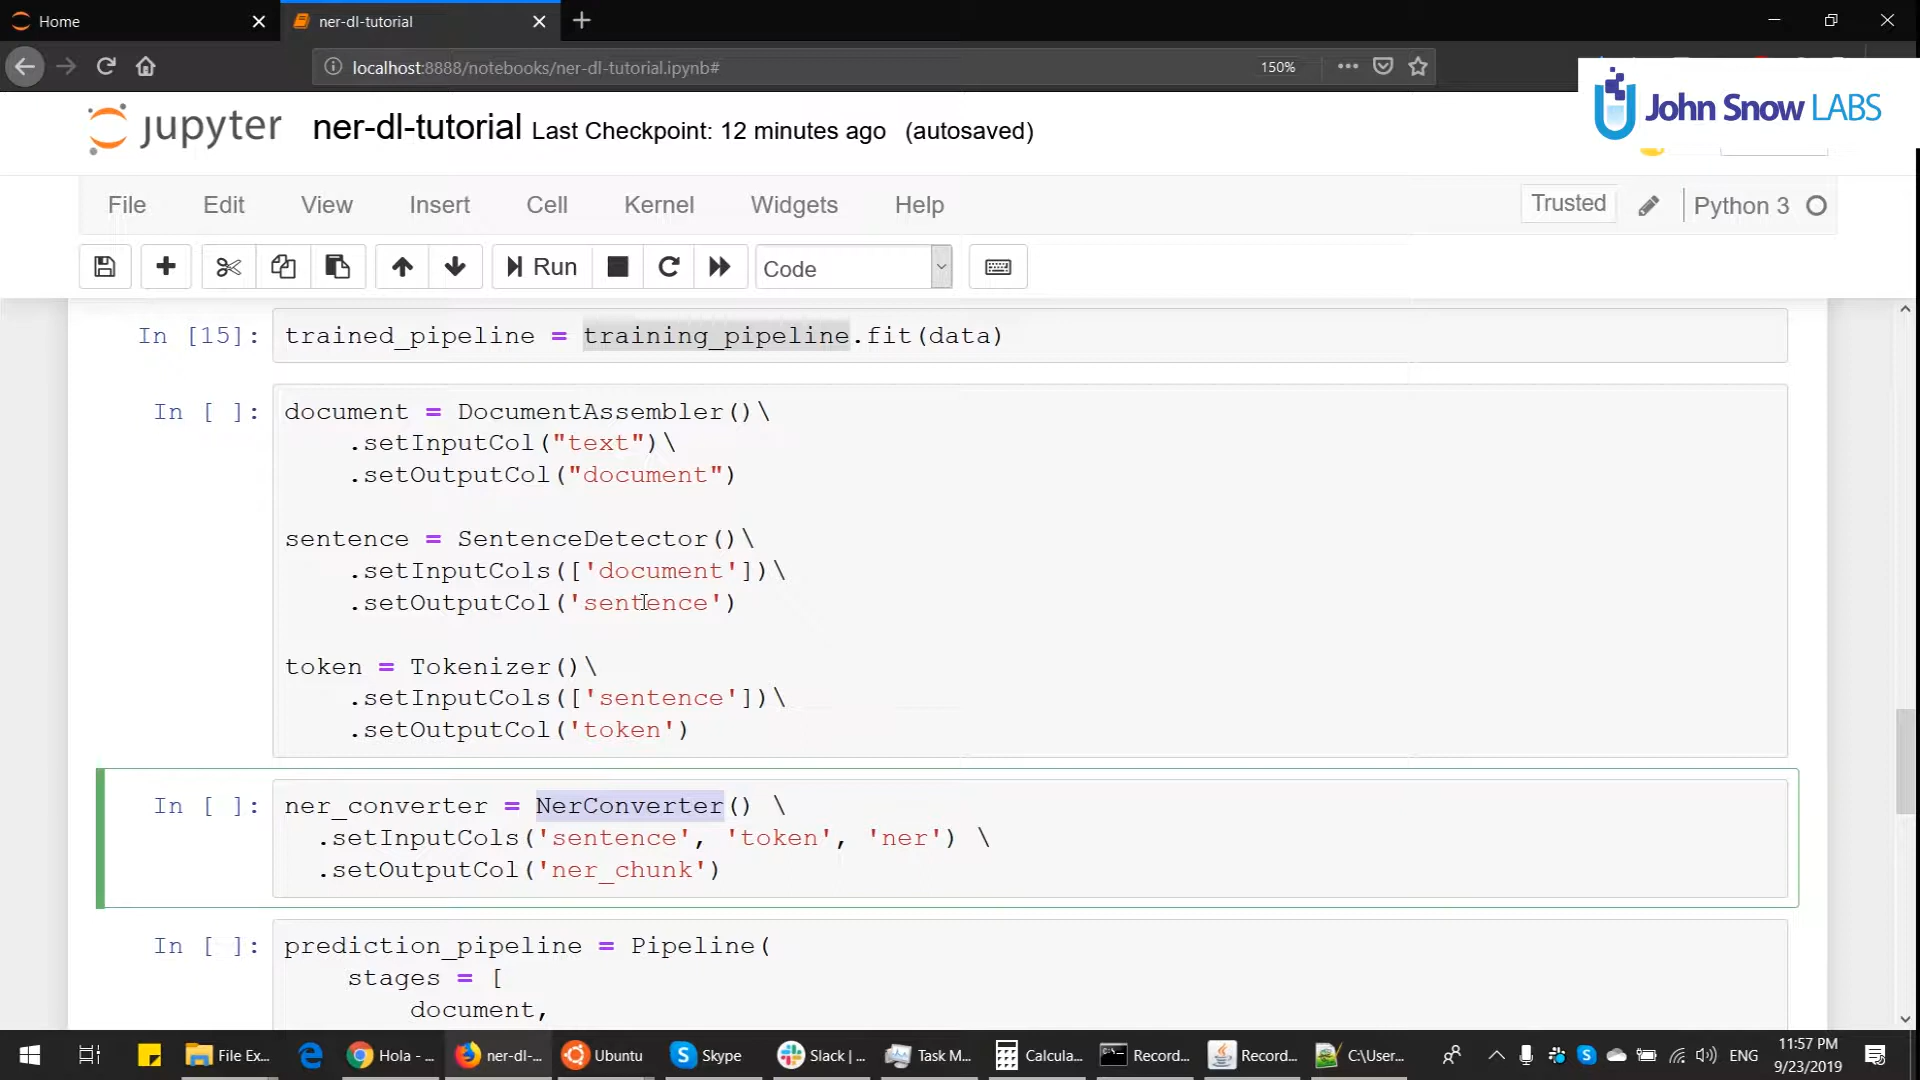 Home
ner-dl-tutorial
localhost:8888/notebooks/ner-dl-tutorial.ipynb#
150%
John Snow LABS
jupyter
ner-dl-tutorial Last Checkpoint: 12 minutes ago (autosaved)
File Edit View Insert Cell Kernel Widgets Help
Trusted
Python 3
Run
Code
In [15]: trained_pipeline = training_pipeline.fit(data)
In [ ]: document = DocumentAssembler()\
.setInputCol("text")\
.setOutputCol("document")
sentence = SentenceDetector()\
.setInputCols(['document'])\
.setOutputCol('sentence')
token = Tokenizer()\
.setInputCols(['sentence'])\
.setOutputCol('token')
In [ ]: ner_converter = NerConverter() \
.setInputCols('sentence', 'token', 'ner') \
.setOutputCol('ner_chunk')
In [ ]: prediction_pipeline = Pipeline(
stages = [
document,
File Ex...
Hola - ...
ner-dl-...
Ubuntu
Skype
Slack | ...
Task M...
Calcula...
Record...
Record...
C:\User...
ENG
11:57 PM
9/23/2019